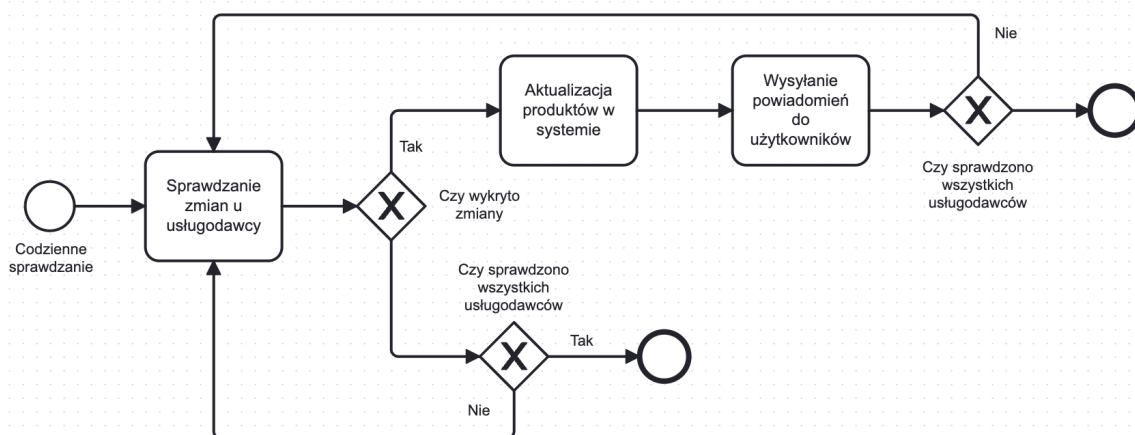 Nie
Aktualizacja
produktów w
systemie
Wysyłanie
powiadomień
do
użytkowników
Tak
Czy sprawdzono
wszystkich
usługodawców
Sprawdzanie
zmian u
usługodawcy
Czy wykryto
zmiany
Codzienne
sprawdzanie
Czy sprawdzono
wszystkich
usługodawców
Tak
Nie